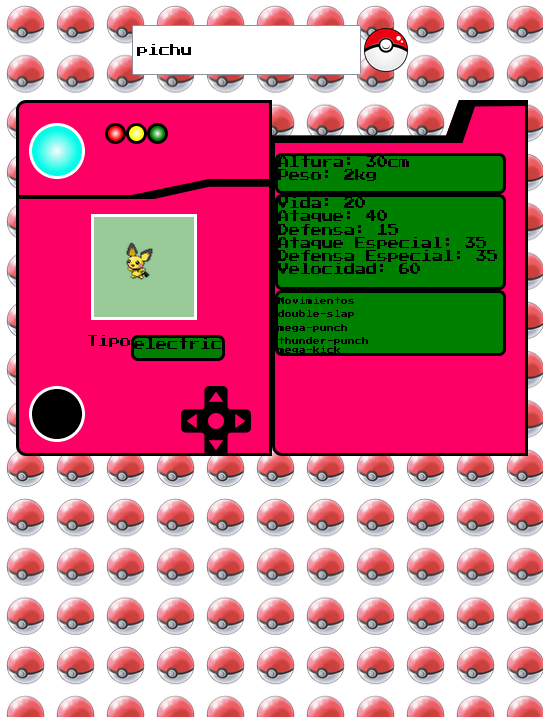 pichu
Altura: 30cm
Peso: 2kg
Vida: 20
Ataque: 40
Defensa: 15
Ataque Especial: 35
Defensa Especial: 35
Velocidad: 60
Movimientos
double-slap
mega-punch
thunder-punch
mega-kick
Tipo electric